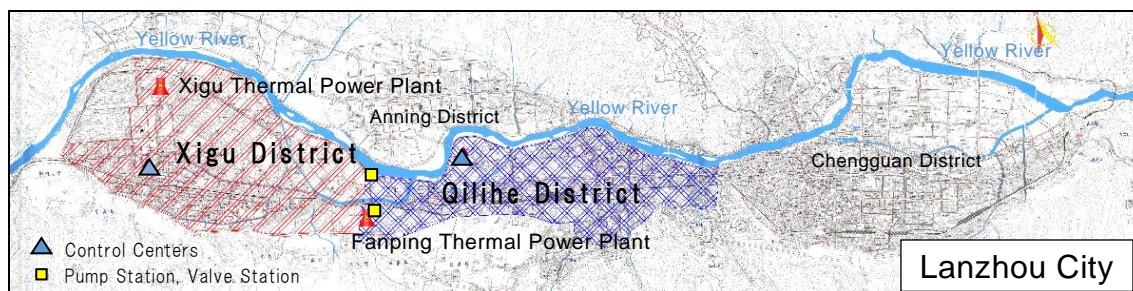 Yellow River
Yellow River
Xigu Thermal Power Plant
Yellow River
Anning District
Xigu District
Chengguan District
Qilihe District
Fanping Thermal Power Plant
Control Centers
Pump Station, Valve Station
Lanzhou City